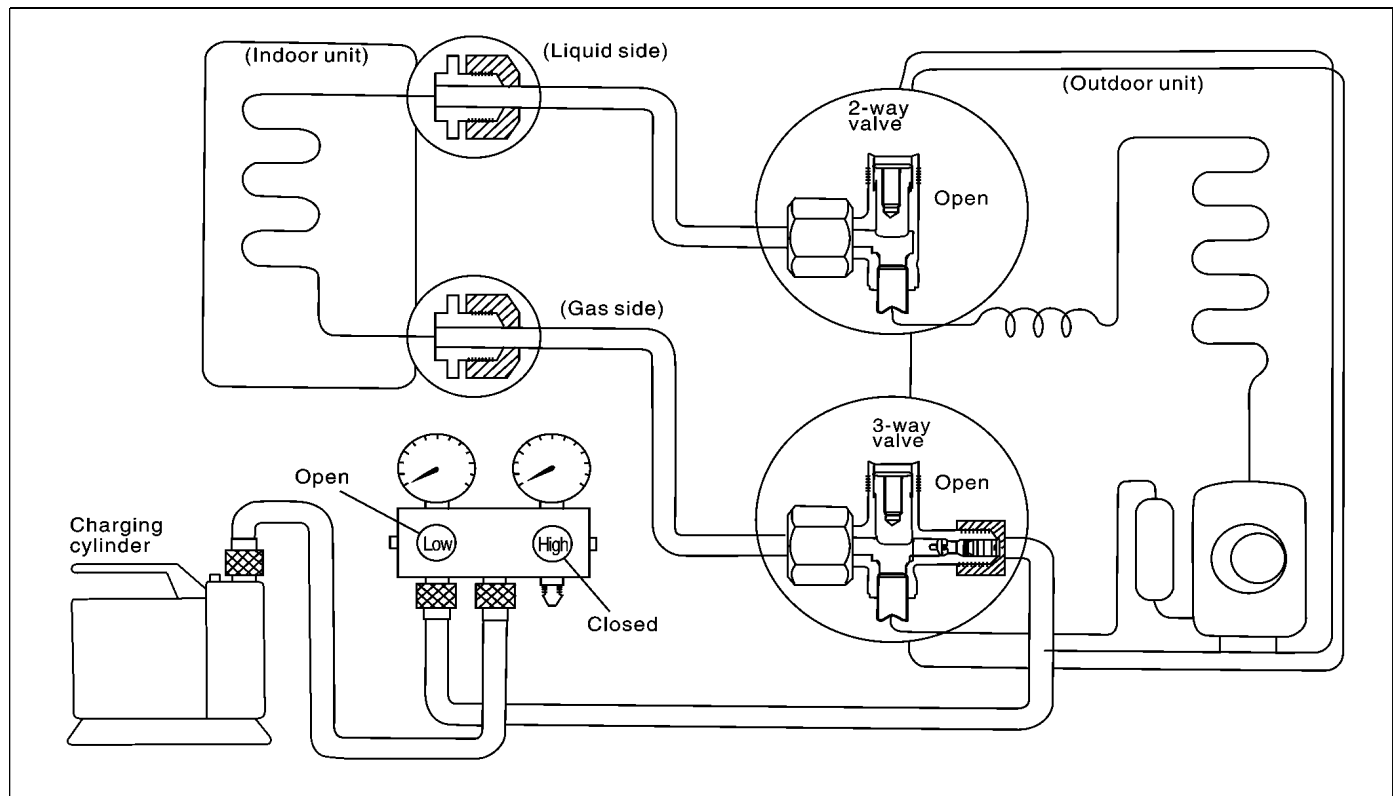 (Indoor unit)
(Liquid side)
(Outdoor unit)
2-way
valve
Open
(Gas side)
3-way
valve
Open
Open
Charging
cylinder
Low
High
Closed